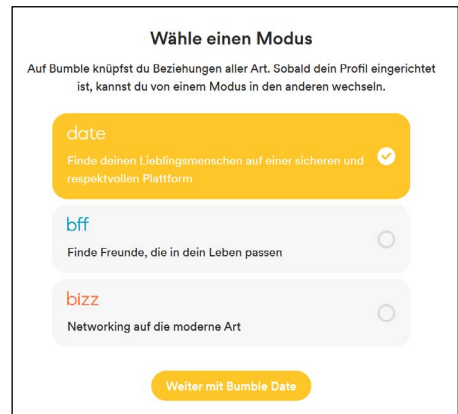 Wähle einen Modus
Auf Bumble knüpfst du Beziehungen aller Art. Sobald dein Profil eingerichtet
ist, kannst du von einem Modus in den anderen wechseln.
date
Finde deinen Lieblingsmenschen auf einer sicheren und
respektvollen Plattform
bff
Finde Freunde, die in dein Leben passen
bizz
Networking auf die moderne Art
Weiter mit Bumble Date